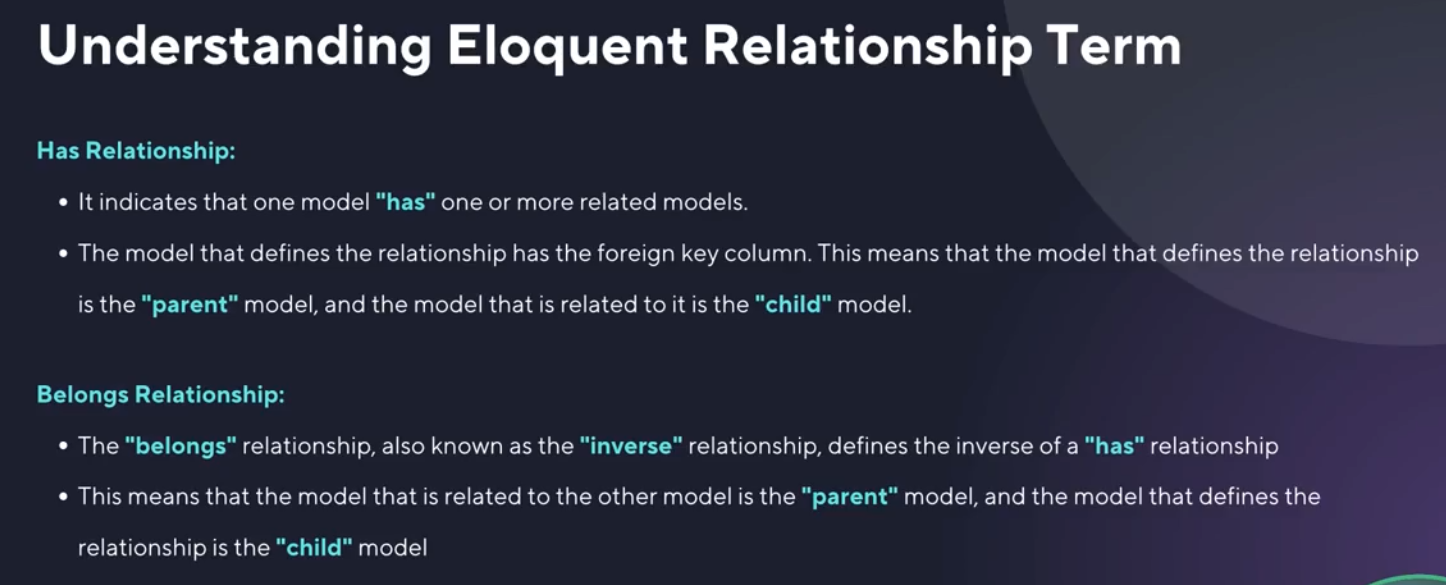 Understanding Eloquent Relationship Term
Has Relationship:
• It indicates that one model "has" one or more related models.
• The model that defines the relationship has the foreign key column. This means that the model that defines the relationship
is the "parent" model, and the model that is related to it is the "child" model.
Belongs Relationship:
• The "belongs" relationship, also known as the "inverse" relationship, defines the inverse of a "has" relationship
• This means that the model that is related to the other model is the "parent" model, and the model that defines the
relationship is the "child" model